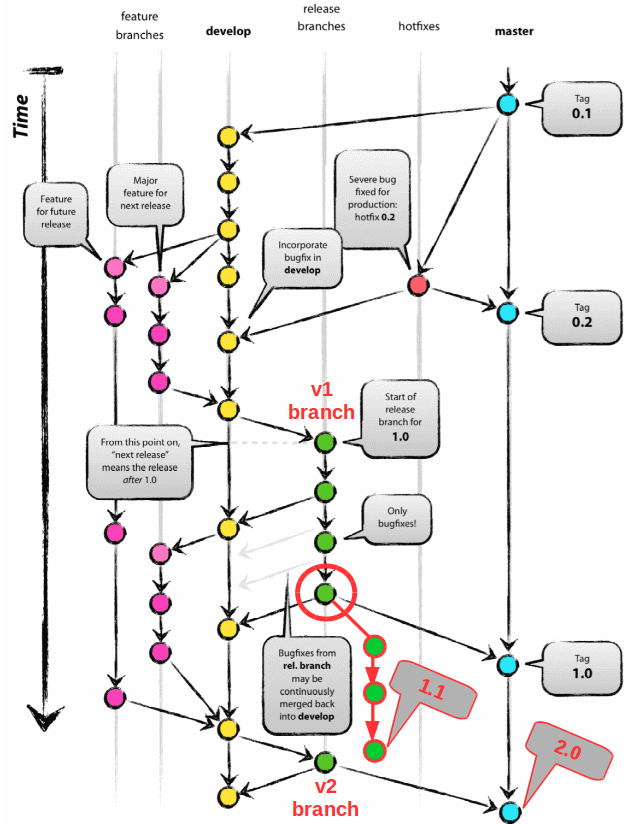 feature
branches
develop
release
branches
hotfixes
master
Time
Tag
0.1
Feature
for future
release
Major
feature for
next release
Severe bug
fixed for
production:
hotfix 0.2
Incorporate
bugfix in
develop
Tag
0.2
v1
branch
Start of
release
branch for
1.0
From this point on,
“next release”
means the release
after 1.0
Only
bugfixes!
Bugfixes from
rel. branch
may be
continuously
merged back
into develop
Tag
1.0
1.1
2.0
v2
branch